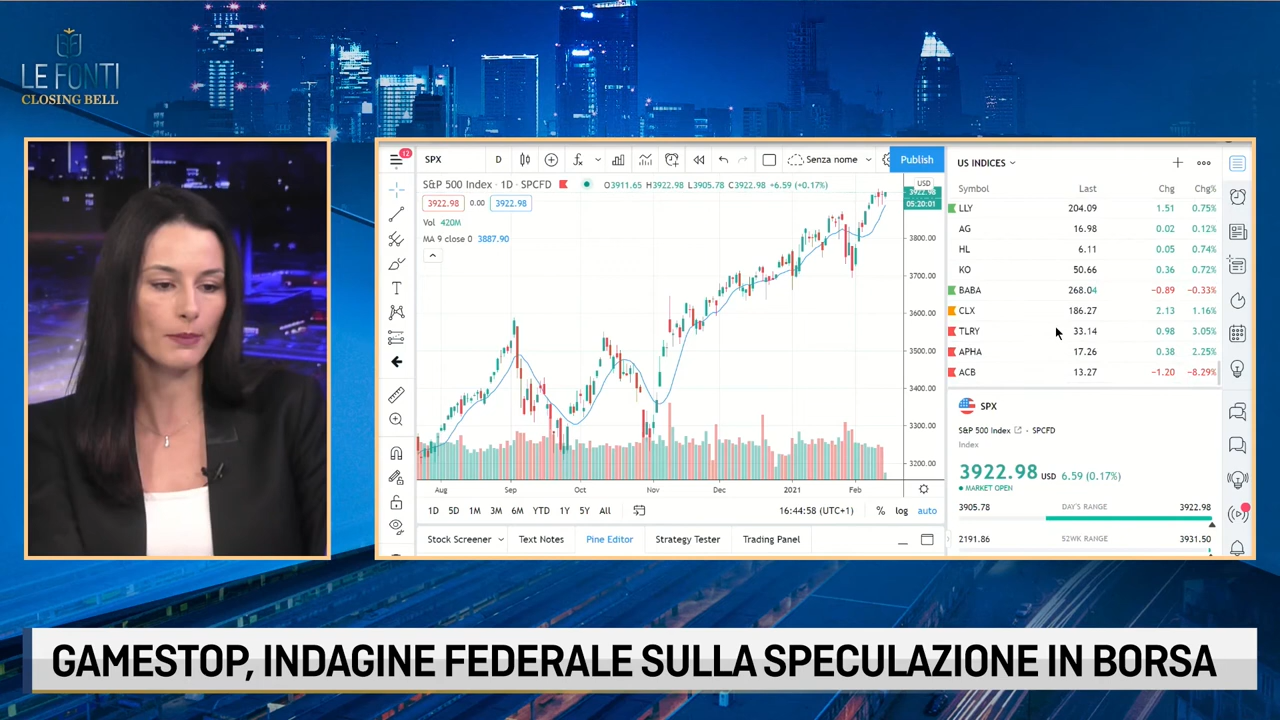 LE FONTI
CLOSING BELL
12
SPX
D
Senza nome
Publish
S&P 500 Index · 1D · SPCFD
O3911.65 H3922.98 L3905.78 C3922.98 +6.59 (+0.17%)
3922.98 0.00 3922.98
Vol 420M
MA 9 close 0 3887.90
USD
3922.98
05:20:01
3800.00
3700.00
3600.00
3500.00
3400.00
3300.00
3200.00
Aug Sep Oct Nov Dec 2021 Feb
1D 5D 1M 3M 6M YTD 1Y 5Y All
16:44:58 (UTC+1) % log auto
Stock Screener Text Notes Pine Editor Strategy Tester Trading Panel
US INDICES
Symbol Last Chg Chg%
LLY 204.09 1.51 0.75%
AG 16.98 0.02 0.12%
HL 6.11 0.05 0.74%
KO 50.66 0.36 0.72%
BABA 268.04 −0.89 −0.33%
CLX 186.27 2.13 1.16%
TLRY 33.14 0.98 3.05%
APHA 17.26 0.38 2.25%
ACB 13.27 −1.20 −8.29%
SPX
S&P 500 Index · SPCFD
Index
3922.98 USD 6.59 (0.17%)
MARKET OPEN
3905.78 DAY'S RANGE 3922.98
2191.86 52WK RANGE 3931.50
GAMESTOP, INDAGINE FEDERALE SULLA SPECULAZIONE IN BORSA